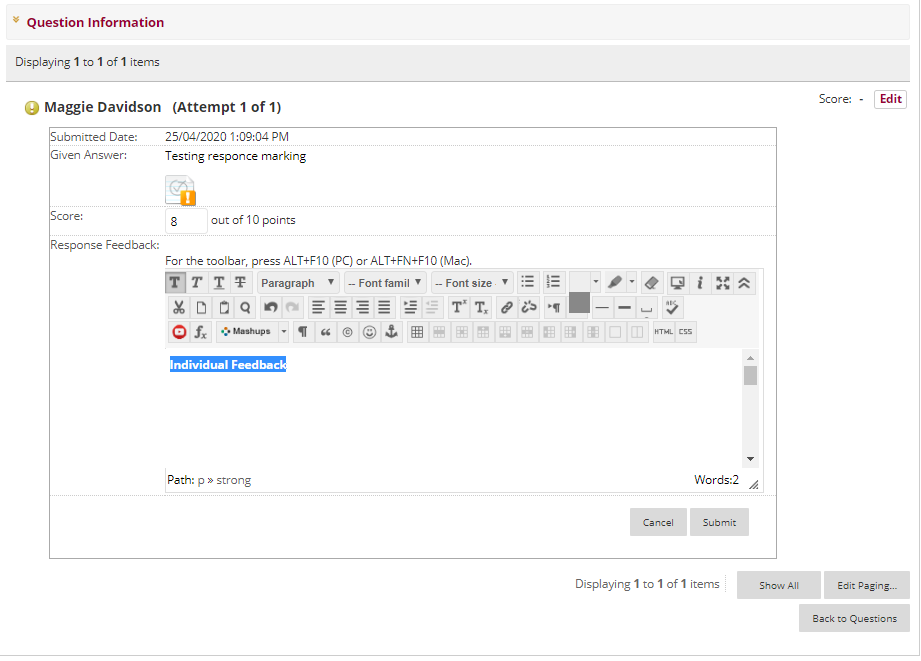 Question Information
Displaying 1 to 1 of 1 items
Maggie Davidson (Attempt 1 of 1)
Score: - Edit
Submitted Date: 25/04/2020 1:09:04 PM
Given Answer: Testing responce marking
Score: 8 out of 10 points
Response Feedback:
For the toolbar, press ALT+F10 (PC) or ALT+FN+F10 (Mac).
T T T T Paragraph -- Font famil -- Font size
T Tx ABC
fx Mashups HTML CSS
Individual Feedback
Path: p » strong Words:2
Cancel Submit
Displaying 1 to 1 of 1 items Show All Edit Paging...
Back to Questions